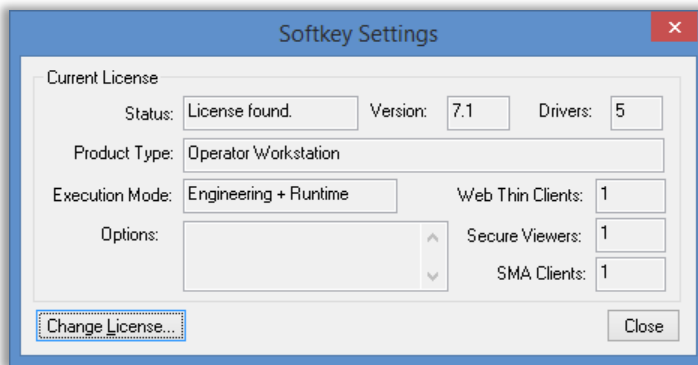 Softkey Settings
Current License
Status: License found. Version: 7.1 Drivers: 5
Product Type: Operator Workstation
Execution Mode: Engineering + Runtime Web Thin Clients: 1
Options: Secure Viewers: 1
SMA Clients: 1
Change License... Close